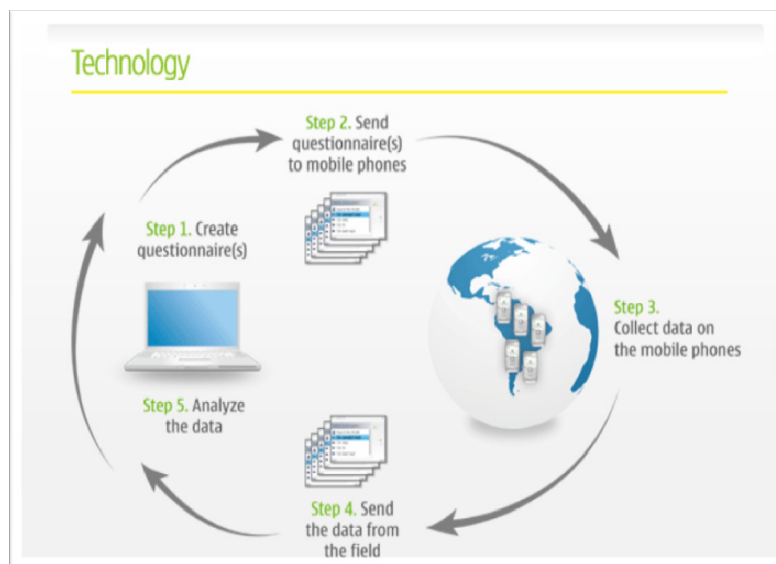 Technology
Step 1. Create
questionnaire(s)
Step 2. Send
questionnaire(s)
to mobile phones
Step 3.
Collect data on
the mobile phones
Step 4. Send
the data from
the field
Step 5. Analyze
the data